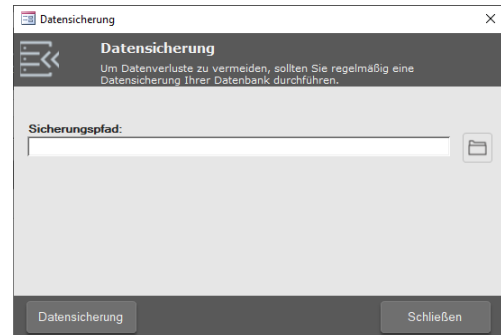 Datensicherung
Datensicherung
Um Datenverluste zu vermeiden, sollten Sie regelmäßig eine
Datensicherung Ihrer Datenbank durchführen.
Sicherungspfad:
Datensicherung
Schließen